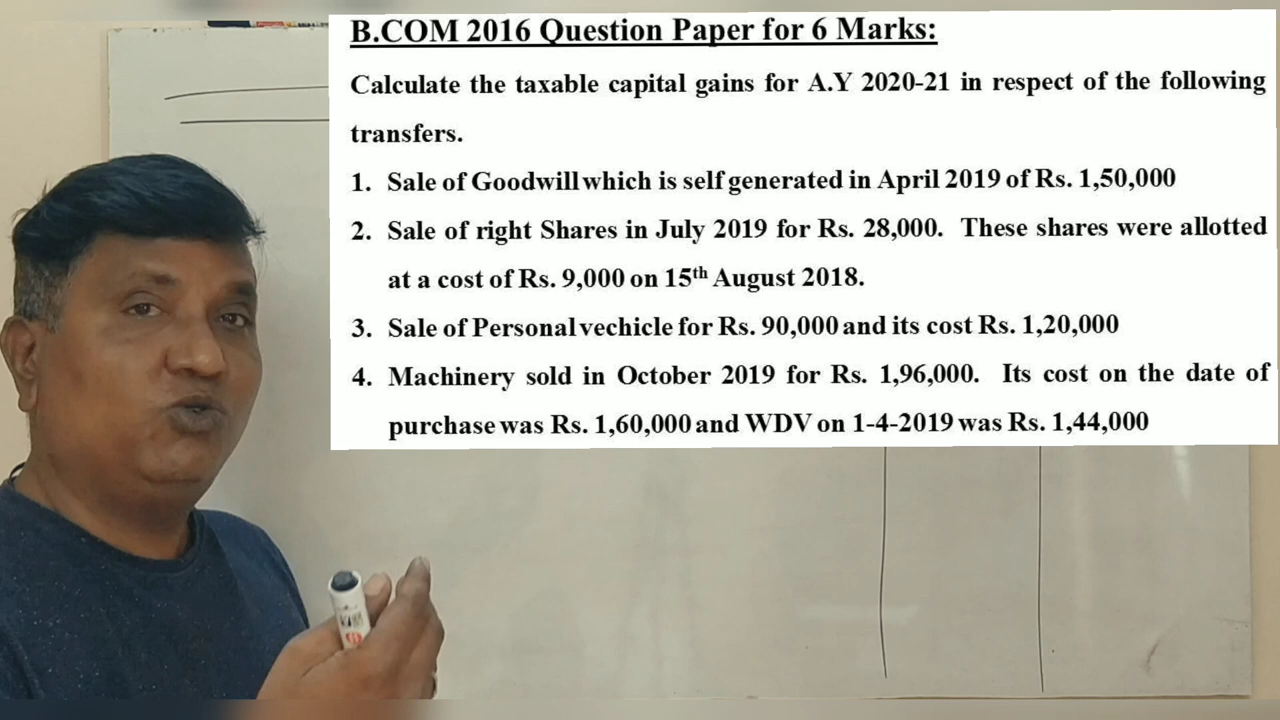 B.COM 2016 Question Paper for 6 Marks:
Calculate the taxable capital gains for A.Y 2020-21 in respect of the following
transfers.
1. Sale of Goodwill which is self generated in April 2019 of Rs. 1,50,000
2. Sale of right Shares in July 2019 for Rs. 28,000. These shares were allotted
at a cost of Rs. 9,000 on 15th August 2018.
3. Sale of Personal vechicle for Rs. 90,000 and its cost Rs. 1,20,000
4. Machinery sold in October 2019 for Rs. 1,96,000. Its cost on the date of
purchase was Rs. 1,60,000 and WDV on 1-4-2019 was Rs. 1,44,000